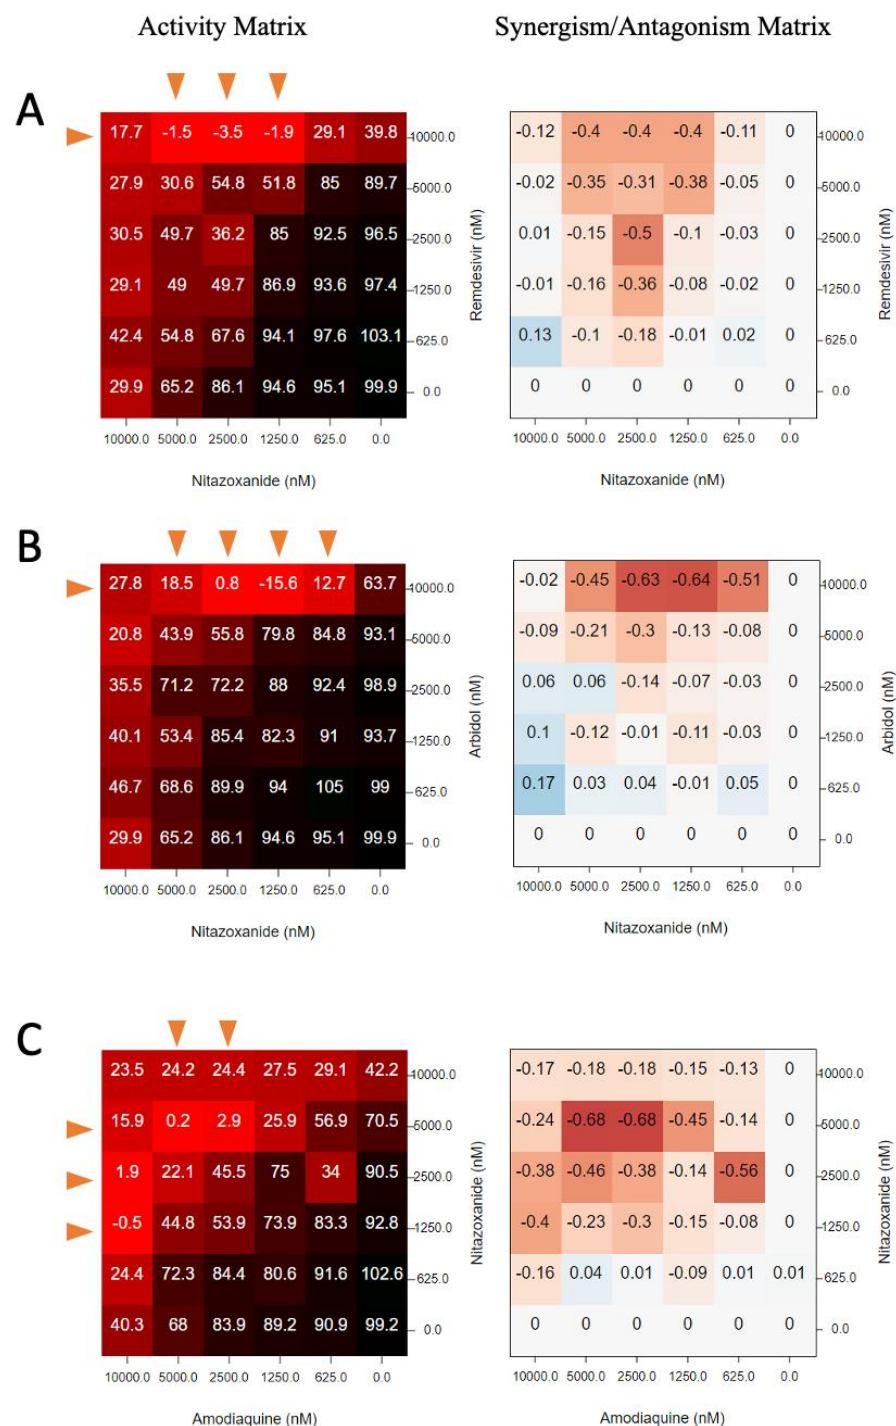 Activity Matrix Synergism/Antagonism Matrix
A
17.7 -1.5 -3.5 -1.9 29.1 39.8 10000.0
27.9 30.6 54.8 51.8 85 89.7 5000.0
30.5 49.7 36.2 85 92.5 96.5 2500.0
29.1 49 49.7 86.9 93.6 97.4 1250.0
42.4 54.8 67.6 94.1 97.6 103.1 625.0
29.9 65.2 86.1 94.6 95.1 99.9 0.0
10000.0 5000.0 2500.0 1250.0 625.0 0.0
Nitazoxanide (nM)
Remdesivir (nM)
-0.12 -0.4 -0.4 -0.4 -0.11 0 10000.0
-0.02 -0.35 -0.31 -0.38 -0.05 0 5000.0
0.01 -0.15 -0.5 -0.1 -0.03 0 2500.0
-0.01 -0.16 -0.36 -0.08 -0.02 0 1250.0
0.13 -0.1 -0.18 -0.01 0.02 0 625.0
0 0 0 0 0 0 0.0
10000.0 5000.0 2500.0 1250.0 625.0 0.0
Nitazoxanide (nM)
Remdesivir (nM)
B
27.8 18.5 0.8 -15.6 12.7 63.7 10000.0
20.8 43.9 55.8 79.8 84.8 93.1 5000.0
35.5 71.2 72.2 88 92.4 98.9 2500.0
40.1 53.4 85.4 82.3 91 93.7 1250.0
46.7 68.6 89.9 94 105 99 625.0
29.9 65.2 86.1 94.6 95.1 99.9 0.0
10000.0 5000.0 2500.0 1250.0 625.0 0.0
Nitazoxanide (nM)
Arbidol (nM)
-0.02 -0.45 -0.63 -0.64 -0.51 0 10000.0
-0.09 -0.21 -0.3 -0.13 -0.08 0 5000.0
0.06 0.06 -0.14 -0.07 -0.03 0 2500.0
0.1 -0.12 -0.01 -0.11 -0.03 0 1250.0
0.17 0.03 0.04 -0.01 0.05 0 625.0
0 0 0 0 0 0 0.0
10000.0 5000.0 2500.0 1250.0 625.0 0.0
Nitazoxanide (nM)
Arbidol (nM)
C
23.5 24.2 24.4 27.5 29.1 42.2 10000.0
15.9 0.2 2.9 25.9 56.9 70.5 5000.0
1.9 22.1 45.5 75 34 90.5 2500.0
-0.5 44.8 53.9 73.9 83.3 92.8 1250.0
24.4 72.3 84.4 80.6 91.6 102.6 625.0
40.3 68 83.9 89.2 90.9 99.2 0.0
10000.0 5000.0 2500.0 1250.0 625.0 0.0
Amodiaquine (nM)
Nitazoxanide (nM)
-0.17 -0.18 -0.18 -0.15 -0.13 0 10000.0
-0.24 -0.68 -0.68 -0.45 -0.14 0 5000.0
-0.38 -0.46 -0.38 -0.14 -0.56 0 2500.0
-0.4 -0.23 -0.3 -0.15 -0.08 0 1250.0
-0.16 0.04 0.01 -0.09 0.01 0.01 625.0
0 0 0 0 0 0 0.0
10000.0 5000.0 2500.0 1250.0 625.0 0.0
Amodiaquine (nM)
Nitazoxanide (nM)